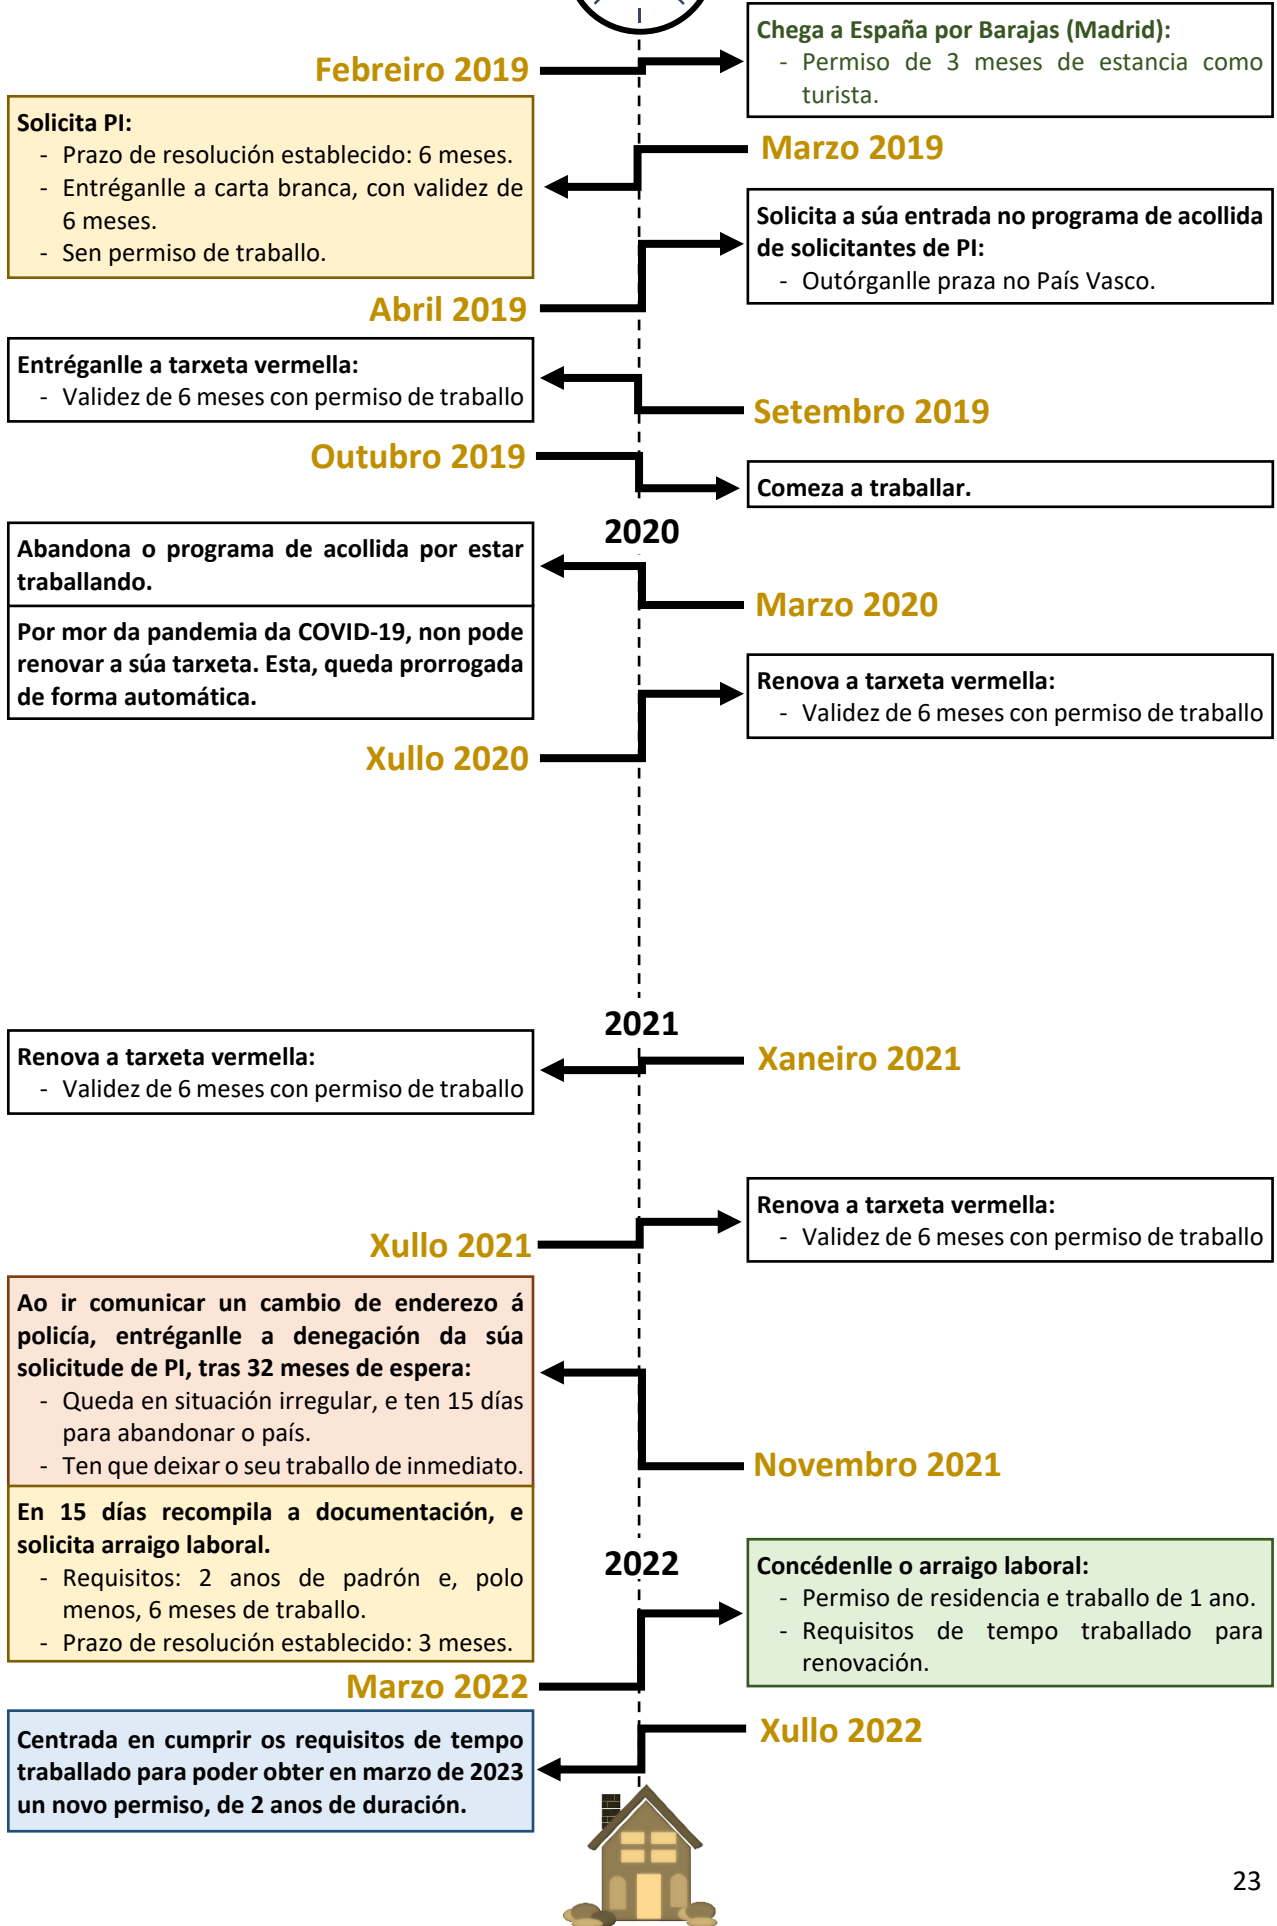 Febreiro 2019
Chega a España por Barajas (Madrid):
- Permiso de 3 meses de estancia como
turista.
Marzo 2019
Solicita PI:
- Prazo de resolución establecido: 6 meses.
- Entréganlle a carta branca, con validez de
6 meses.
- Sen permiso de traballo.
Abril 2019
Solicita a súa entrada no programa de acollida
de solicitantes de PI:
- Outórganlle praza no País Vasco.
Setembro 2019
Entréganlle a tarxeta vermella:
- Validez de 6 meses con permiso de traballo
Outubro 2019
Comeza a traballar.
2020
Marzo 2020
Abandona o programa de acollida por estar
traballando.
Por mor da pandemia da COVID-19, non pode
renovar a súa tarxeta. Esta, queda prorrogada
de forma automática.
Xullo 2020
Renova a tarxeta vermella:
- Validez de 6 meses con permiso de traballo
2021
Xaneiro 2021
Renova a tarxeta vermella:
- Validez de 6 meses con permiso de traballo
Xullo 2021
Renova a tarxeta vermella:
- Validez de 6 meses con permiso de traballo
Novembro 2021
Ao ir comunicar un cambio de enderezo á
policía, entréganlle a denegación da súa
solicitude de PI, tras 32 meses de espera:
- Queda en situación irregular, e ten 15 días
para abandonar o país.
- Ten que deixar o seu traballo de inmediato.
En 15 días recompila a documentación, e
solicita arraigo laboral.
- Requisitos: 2 anos de padrón e, polo
menos, 6 meses de traballo.
- Prazo de resolución establecido: 3 meses.
2022
Marzo 2022
Concédenlle o arraigo laboral:
- Permiso de residencia e traballo de 1 ano.
- Requisitos de tempo traballado para
renovación.
Xullo 2022
Centrada en cumprir os requisitos de tempo
traballado para poder obter en marzo de 2023
un novo permiso, de 2 anos de duración.
23